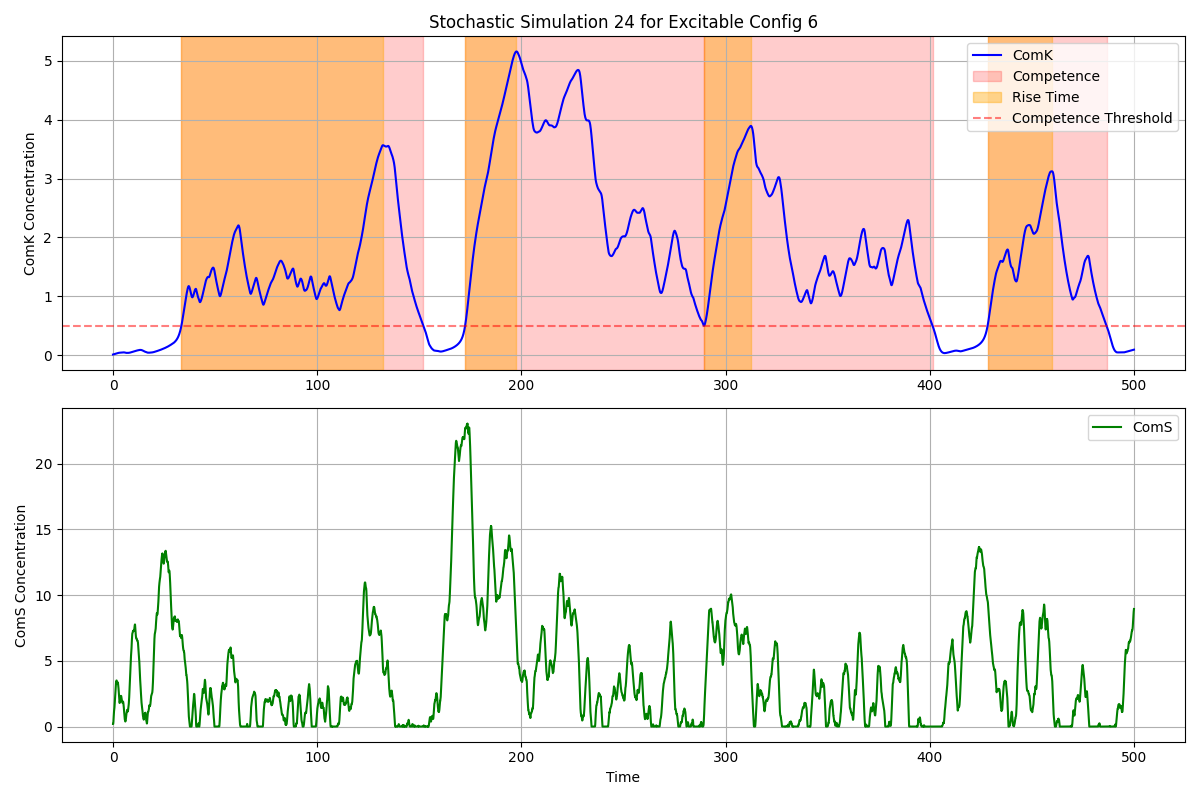 Stochastic Simulation 24 for Excitable Config 6
ComK Concentration
5
4
3
2
1
0
ComK
Competence
Rise Time
Competence Threshold
0
100
200
300
400
500
ComS Concentration
20
15
10
5
0
ComS
0
100
200
300
400
500
Time